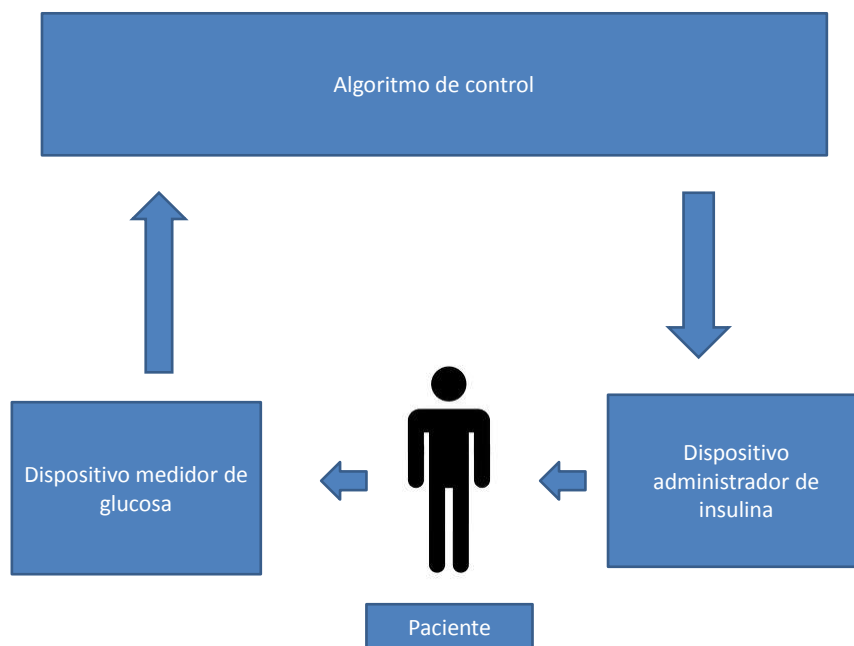 Algoritmo de control
Dispositivo medidor de
glucosa
Dispositivo
administrador de
insulina
Paciente